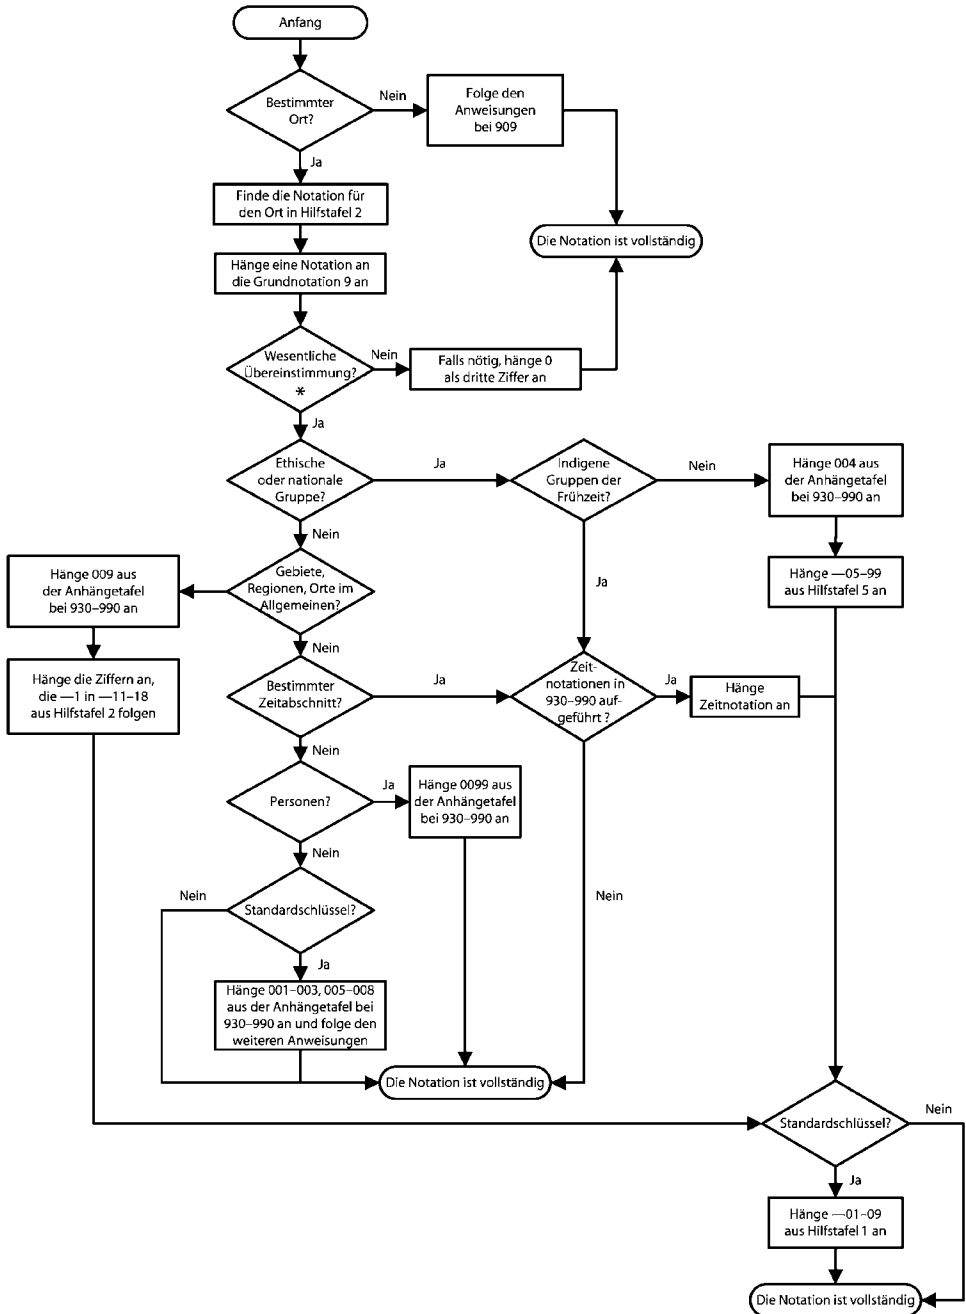 Anfang
Bestimmter
Ort?
Nein
Folge den
Anweisungen
bei 909
Ja
Finde die Notation für
den Ort in Hilfstafel 2
Die Notation ist vollständig
Hänge eine Notation an
die Grundnotation 9 an
Wesentliche
Übereinstimmung?
*
Nein
Falls nötig, hänge 0
als dritte Ziffer an
Ja
Ethische
oder nationale
Gruppe?
Ja
Indigene
Gruppen der
Frühzeit?
Nein
Hänge 004 aus
der Anhängetafel
bei 930–990 an
Nein
Hänge 009 aus
der Anhängetafel
bei 930–990 an
Gebiete,
Regionen, Orte im
Allgemeinen?
Ja
Hänge —05–99
aus Hilfstafel 5 an
Nein
Hänge die Ziffern an,
die —1 in —11–18
aus Hilfstafel 2 folgen
Bestimmter
Zeitabschnitt?
Ja
Zeit-
notationen in
930–990 auf-
geführt ?
Ja
Hänge
Zeitnotation an
Nein
Personen?
Ja
Hänge 0099 aus
der Anhängetafel
bei 930–990 an
Nein
Nein
Standardschlüssel?
Nein
Ja
Hänge 001–003, 005–008
aus der Anhängetafel bei
930–990 an und folge den
weiteren Anweisungen
Die Notation ist vollständig
Standardschlüssel?
Nein
Ja
Hänge —01–09
aus Hilfstafel 1 an
Die Notation ist vollständig